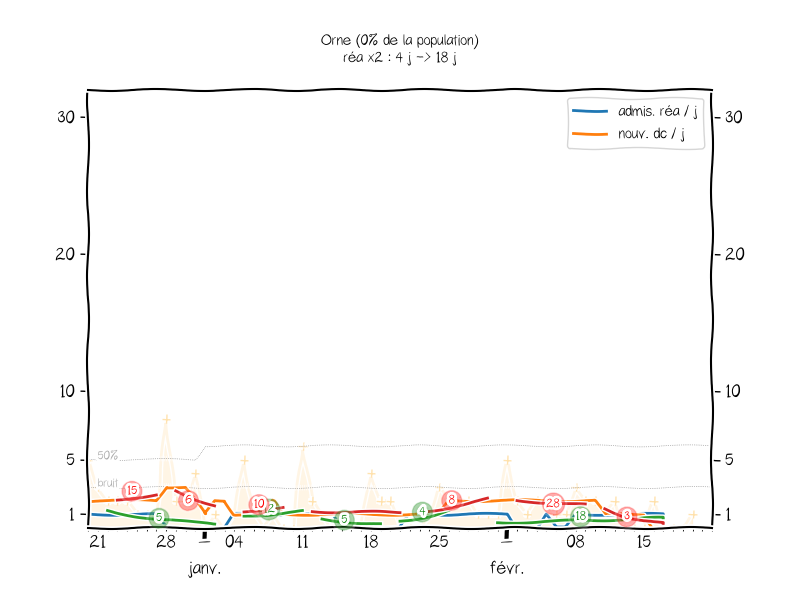 Orne (0% de la population)
réa x2 : 4 j -> 18 j
admis. réa / j
nouv. dc / j
30 30
20 20
10 10
5 5
1 1
50%
bruit
15 6 10 2 8 28 3
5 5 4 18
21 28 04 11 18 25 08 15
janv. févr.